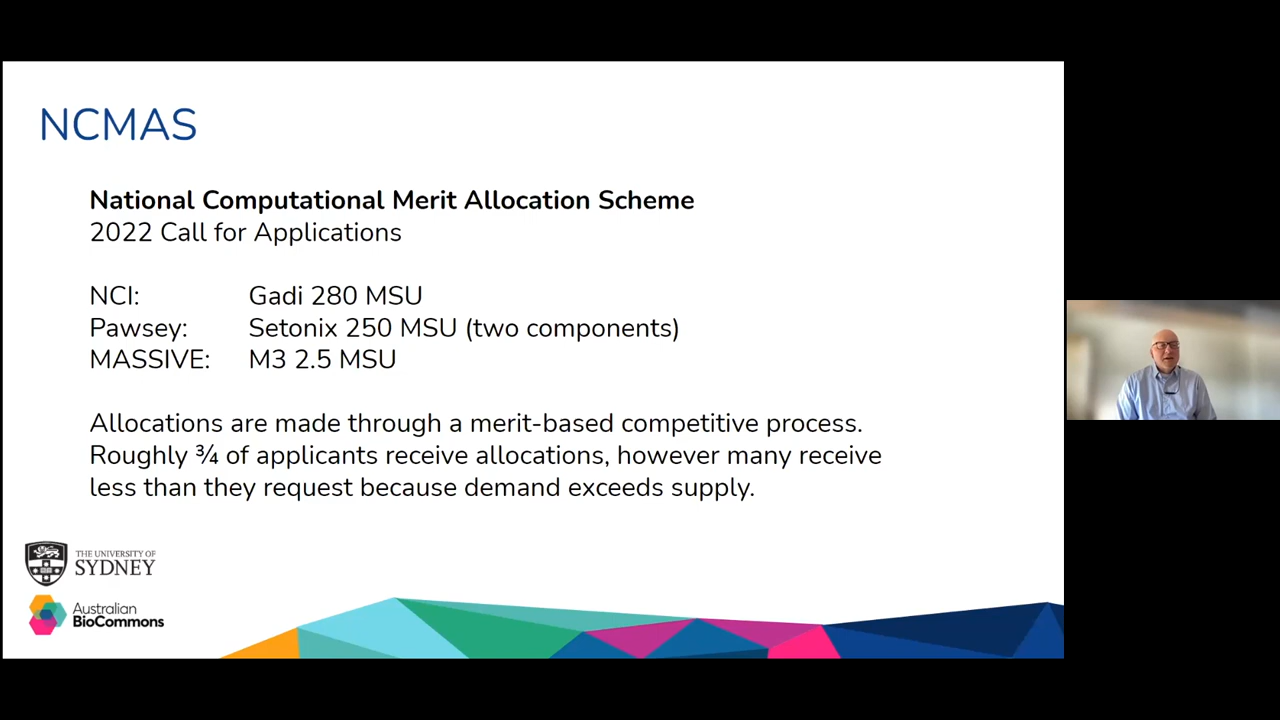 NCMAS
National Computational Merit Allocation Scheme
2022 Call for Applications
NCI: Gadi 280 MSU
Pawsey: Setonix 250 MSU (two components)
MASSIVE: M3 2.5 MSU
Allocations are made through a merit-based competitive process.
Roughly ¾ of applicants receive allocations, however many receive
less than they request because demand exceeds supply.
THE UNIVERSITY OF
SYDNEY
Australian
BioCommons